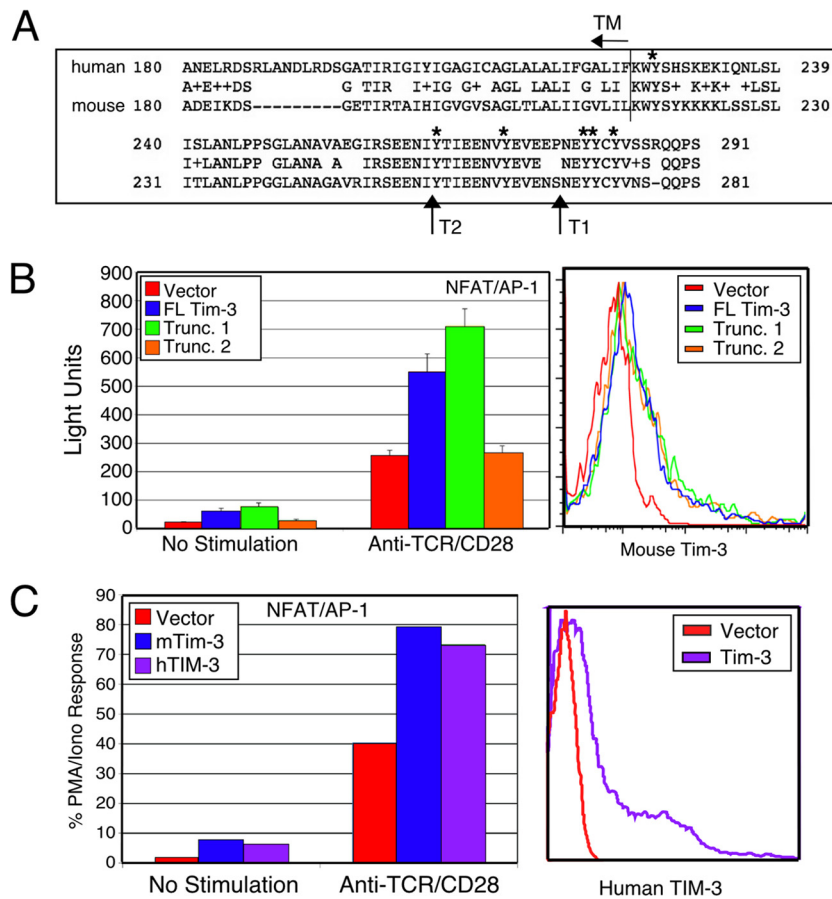 A
TM
human 180 ANELRDSRLANDLRDSGATIRIGIYIGAGICAGLALALIFGALIFKWYSHSKEKIQNLSL 239
A+E++DS G TIR I+IG G+ AGLALAL I G LI KWYS+ K+K+ +LSL
mouse 180 ADEIKDS---------GETIRTAIHIGVGVSAGLTLALIIGVLILKWYSYKKKKLSSLSL 230
* 
240 ISLANLPPSGLANAVAEGIRSEENIYTIEENVYEVEEPNEYYCYVSSRQQPS 291
I+LANLPP GLANA A IRSEENIYTIEENVYEVE NEYYCYV+S QQPS
231 ITLANLPPGGLANAGAVRIRSEENIYTIEENVYEVENSNEYYCYVNS-QQPS 281
* * ** *
T2 T1
B
900
800
700
600
500
400
300
200
100
0
Light Units
NFAT/AP-1
Vector
FL Tim-3
Trunc. 1
Trunc. 2
No Stimulation Anti-TCR/CD28
Vector
FL Tim-3
Trunc. 1
Trunc. 2
Mouse Tim-3
C
90
80
70
60
50
40
30
20
10
0
% PMA/Iono Response
NFAT/AP-1
Vector
mTim-3
hTIM-3
No Stimulation Anti-TCR/CD28
Vector
Tim-3
Human TIM-3